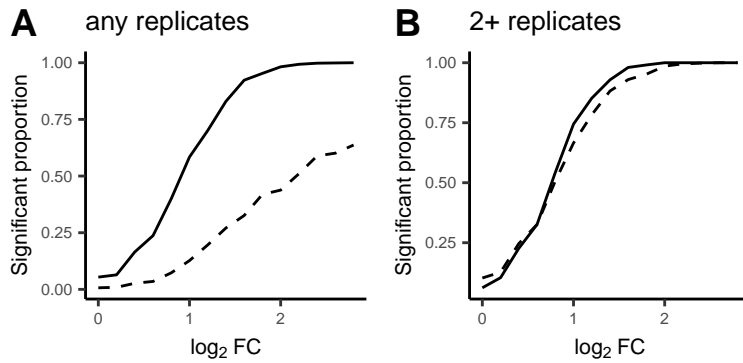 A any replicates
1.00
0.75
0.50
0.25
0.00
Significant proportion
0 1 2
log₂ FC
B 2+ replicates
1.00
0.75
0.50
0.25
Significant proportion
0 1 2
log₂ FC